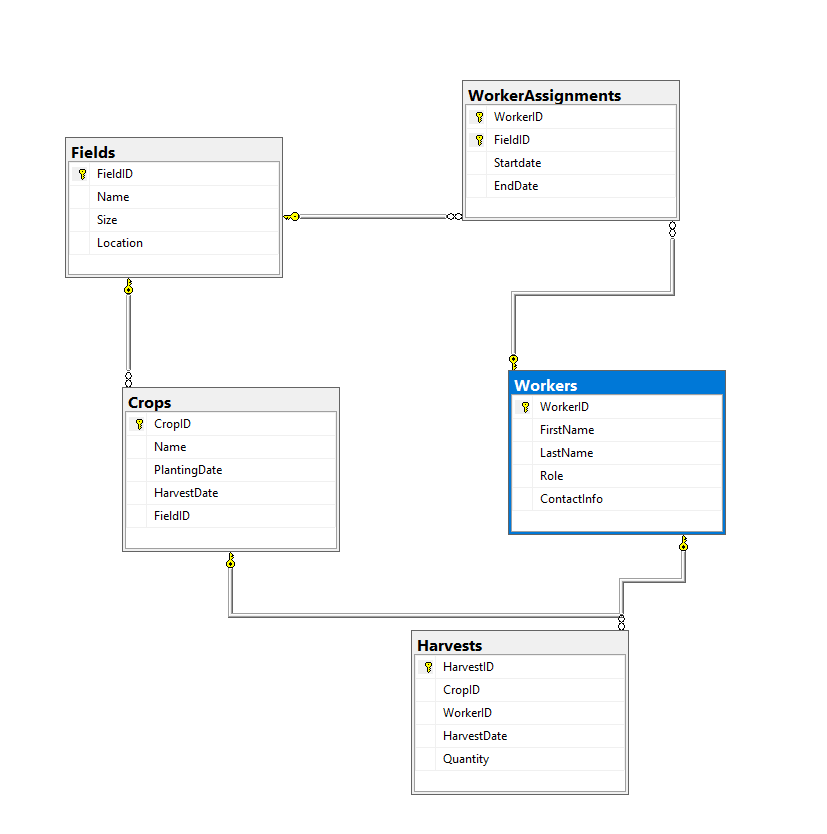 WorkerAssignments
WorkerID
FieldID
Startdate
EndDate
Fields
FieldID
Name
Size
Location
Workers
WorkerID
FirstName
LastName
Role
ContactInfo
Crops
CropID
Name
PlantingDate
HarvestDate
FieldID
Harvests
HarvestID
CropID
WorkerID
HarvestDate
Quantity